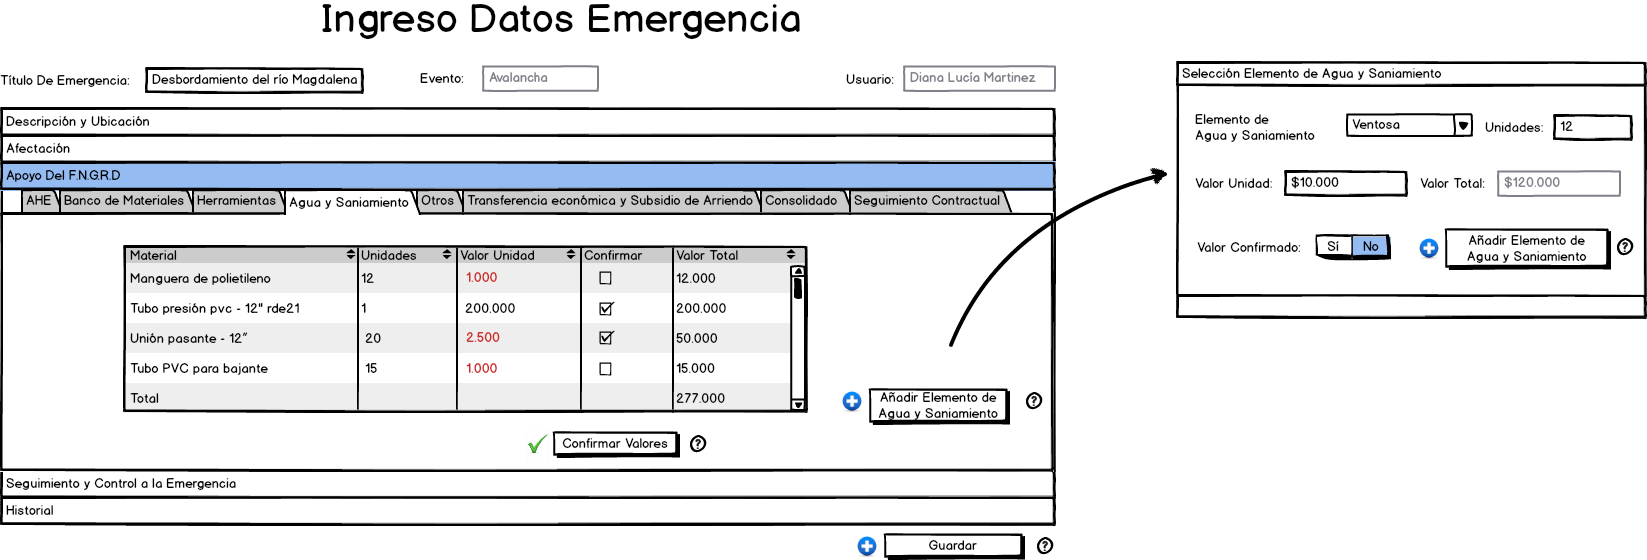 Ingreso Datos Emergencia
Título De Emergencia: Desbordamiento del río Magdalena Evento: Avalancha Usuario: Diana Lucía Martinez
Descripción y Ubicación
Afectación
Apoyo Del F.N.G.R.D
AHE Banco de Materiales Herramientas Agua y Saniamiento Otros Transferencia económica y Subsidio de Arriendo Consolidado Seguimiento Contractual
Material Unidades Valor Unidad Confirmar Valor Total
Manguera de polietileno 12 1.000 12.000
Tubo presión pvc - 12" rde21 1 200.000 200.000
Unión pasante - 12" 20 2.500 50.000
Tubo PVC para bajante 15 1.000 15.000
Total 277.000
Añadir Elemento de
Agua y Saniamiento
?
Confirmar Valores ?
Seguimiento y Control a la Emergencia
Historial
Guardar ?
Selección Elemento de Agua y Saniamiento
Elemento de
Agua y Saniamiento
Ventosa Unidades: 12
Valor Unidad: $10.000 Valor Total: $120.000
Valor Confirmado: Sí No
Añadir Elemento de
Agua y Saniamiento
?